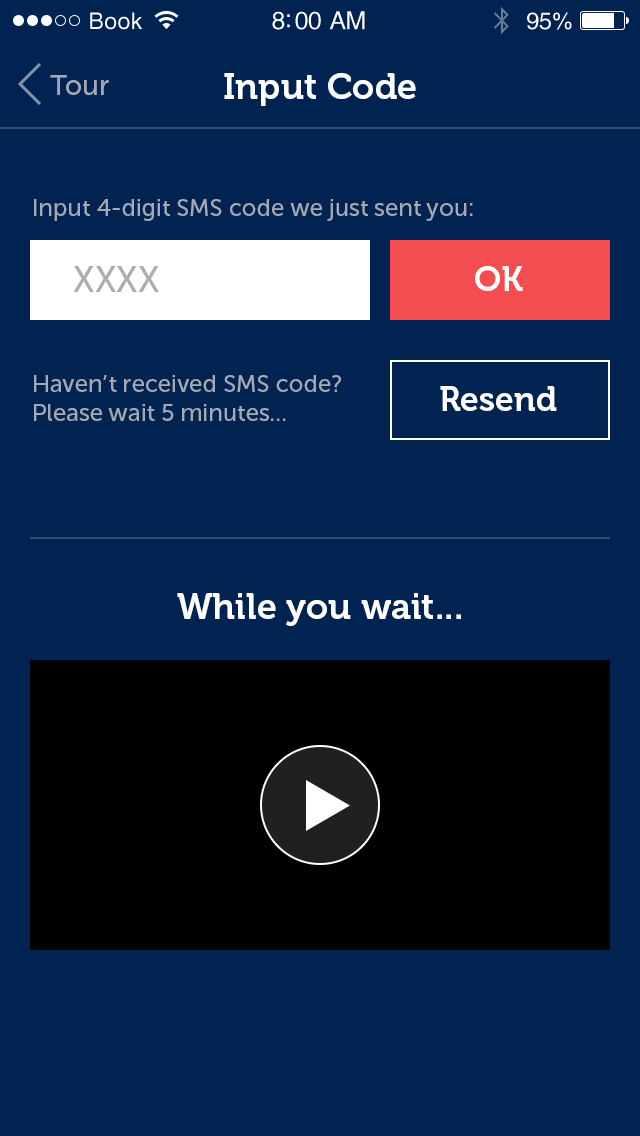 Book 8:00 AM 95%
Tour Input Code
Input 4-digit SMS code we just sent you:
XXXX OK
Haven't received SMS code?
Please wait 5 minutes...
Resend
While you wait...